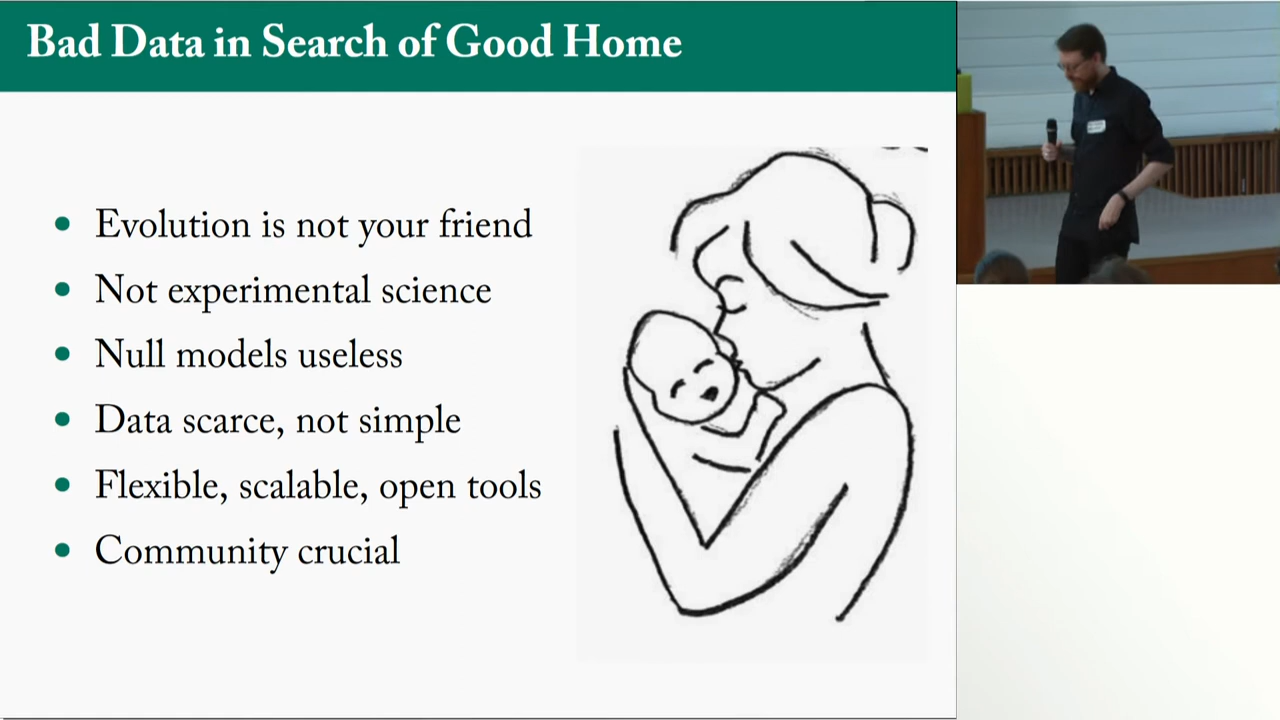 Bad Data in Search of Good Home
Evolution is not your friend
Not experimental science
Null models useless
Data scarce, not simple
Flexible, scalable, open tools
Community crucial